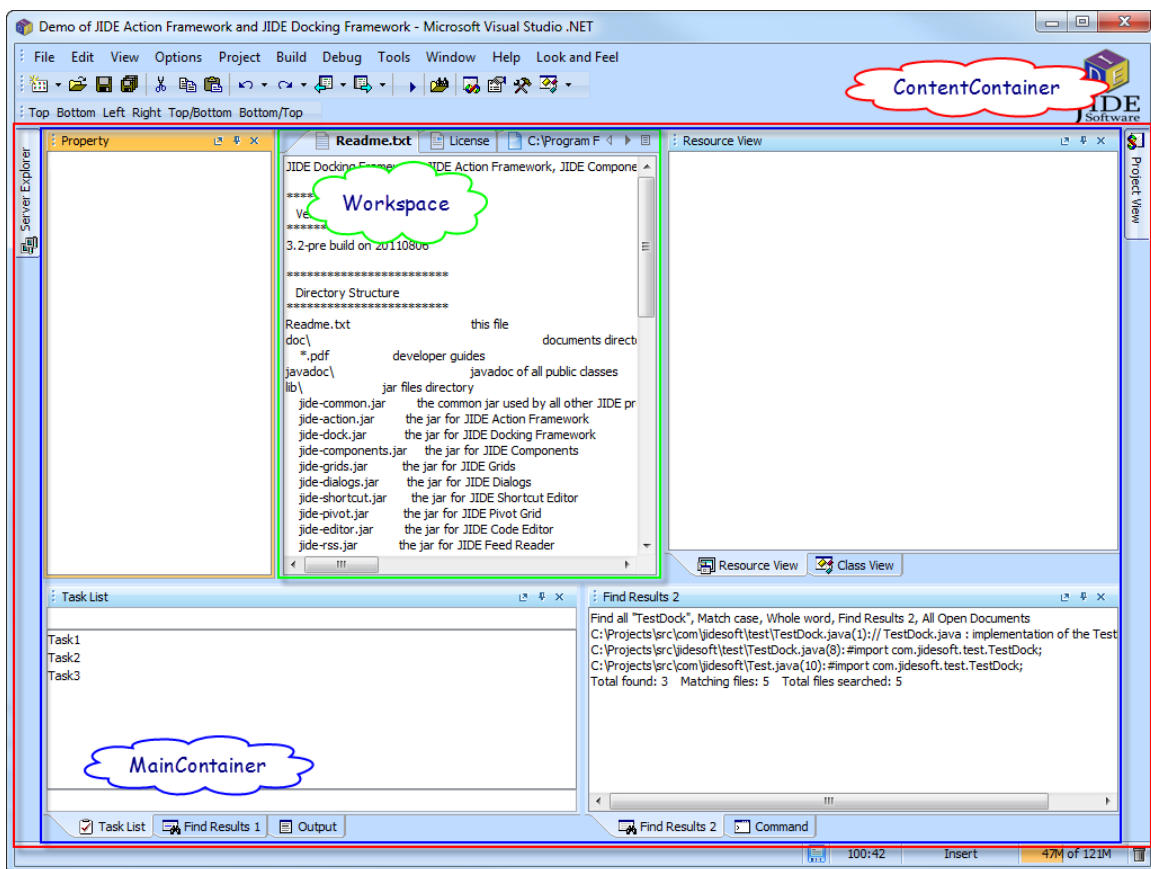 Demo of JIDE Action Framework and JIDE Docking Framework - Microsoft Visual Studio .NET
File Edit View Options Project Build Debug Tools Window Help Look and Feel
ContentContainer
JIDE
Software
Top Bottom Left Right Top/Bottom Bottom/Top
Server Explorer
Property
Readme.txt License C:\Program F
Resource View
Project View
JIDE Docking Framework, JIDE Action Framework, JIDE Compone
Workspace
3.2-pre build on 20110806
************************
Directory Structure
************************
Readme.txt this file
doc\ documents direct
*.pdf developer guides
javadoc\ javadoc of all public classes
lib\ jar files directory
jide-common.jar the common jar used by all other JIDE pr
jide-action.jar the jar for JIDE Action Framework
jide-dock.jar the jar for JIDE Docking Framework
jide-components.jar the jar for JIDE Components
jide-grids.jar the jar for JIDE Grids
jide-dialogs.jar the jar for JIDE Dialogs
jide-shortcut.jar the jar for JIDE Shortcut Editor
jide-pivot.jar the jar for JIDE Pivot Grid
jide-editor.jar the jar for JIDE Code Editor
jide-rss.jar the jar for JIDE Feed Reader
Resource View Class View
Task List
Task1
Task2
Task3
MainContainer
Task List Find Results 1 Output
Find Results 2
Find all "TestDock", Match case, Whole word, Find Results 2, All Open Documents
C:\Projects\src\com\jidesoft\test\TestDock.java(1):// TestDock.java : implementation of the Test
C:\Projects\src\jidesoft\test\TestDock.java(8):#import com.jidesoft.test.TestDock;
C:\Projects\src\com\jidesoft\Test.java(10):#import com.jidesoft.test.TestDock;
Total found: 3 Matching files: 5 Total files searched: 5
Find Results 2 Command
100:42 Insert 47M of 121M